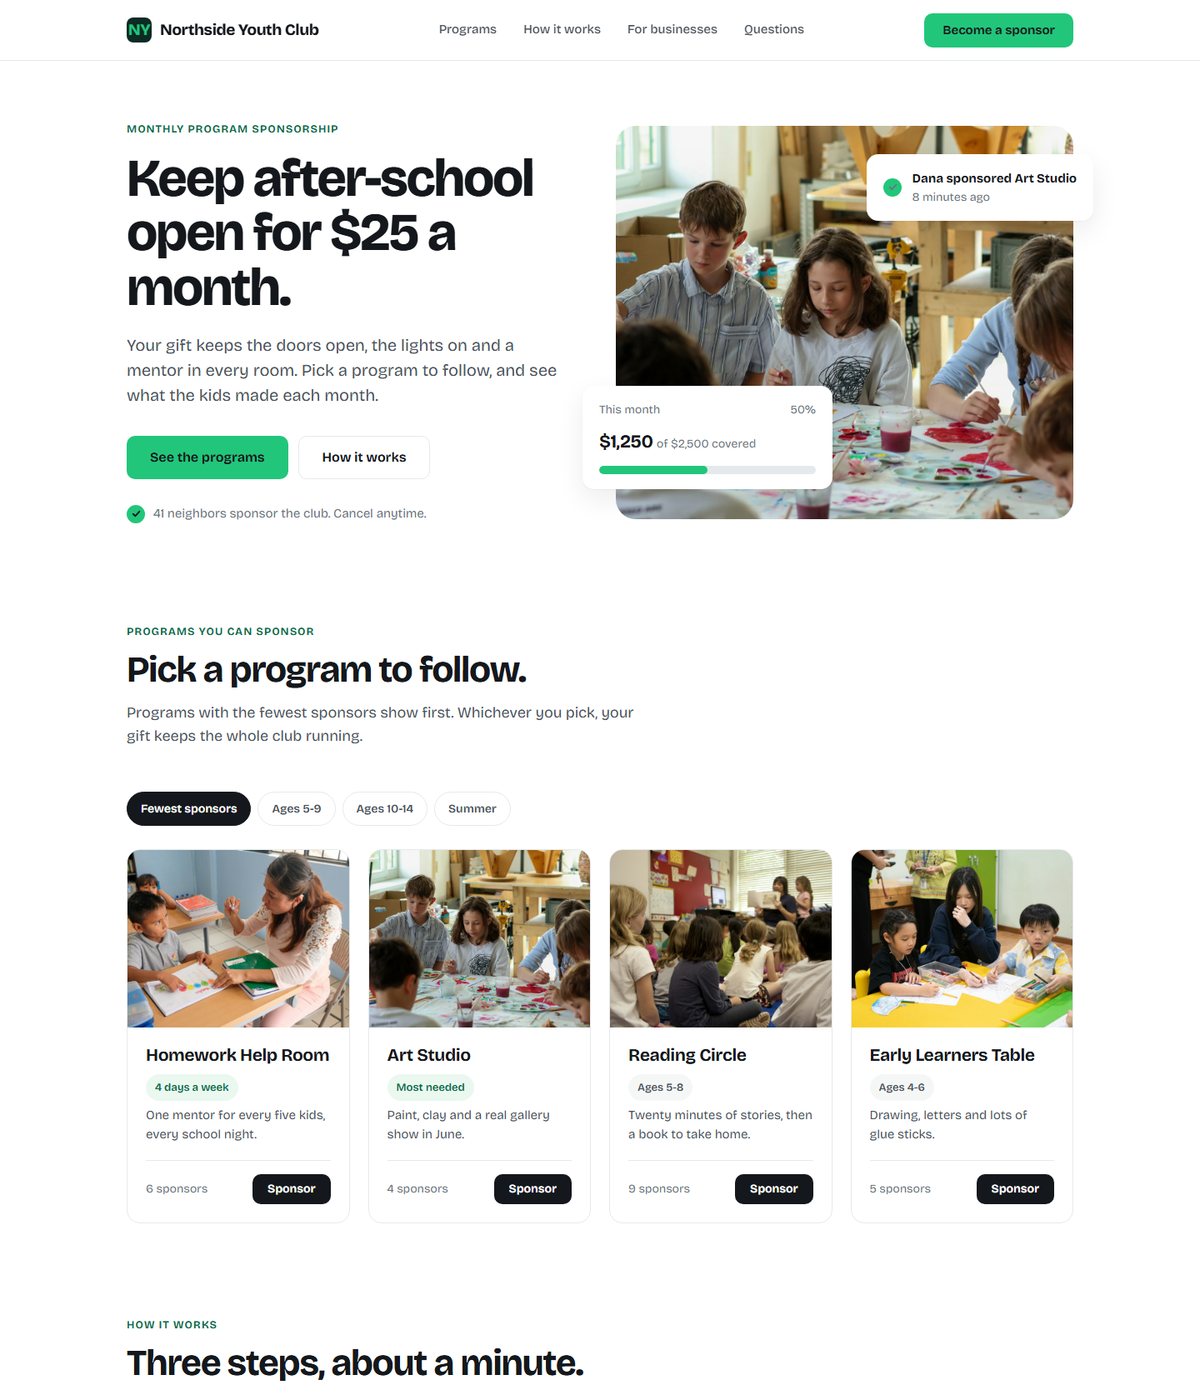 NY Northside Youth Club
Programs
How it works
For businesses
Questions
Become a sponsor
MONTHLY PROGRAM SPONSORSHIP
Keep after-school
open for $25 a
month.
Your gift keeps the doors open, the lights on and a
mentor in every room. Pick a program to follow, and see
what the kids made each month.
See the programs
How it works
41 neighbors sponsor the club. Cancel anytime.
Dana sponsored Art Studio
8 minutes ago
This month 50%
$1,250 of $2,500 covered
PROGRAMS YOU CAN SPONSOR
Pick a program to follow.
Programs with the fewest sponsors show first. Whichever you pick, your
gift keeps the whole club running.
Fewest sponsors
Ages 5-9
Ages 10-14
Summer
Homework Help Room
4 days a week
One mentor for every five kids,
every school night.
6 sponsors
Sponsor
Art Studio
Most needed
Paint, clay and a real gallery
show in June.
4 sponsors
Sponsor
Reading Circle
Ages 5-8
Twenty minutes of stories, then
a book to take home.
9 sponsors
Sponsor
Early Learners Table
Ages 4-6
Drawing, letters and lots of
glue sticks.
5 sponsors
Sponsor
HOW IT WORKS
Three steps, about a minute.